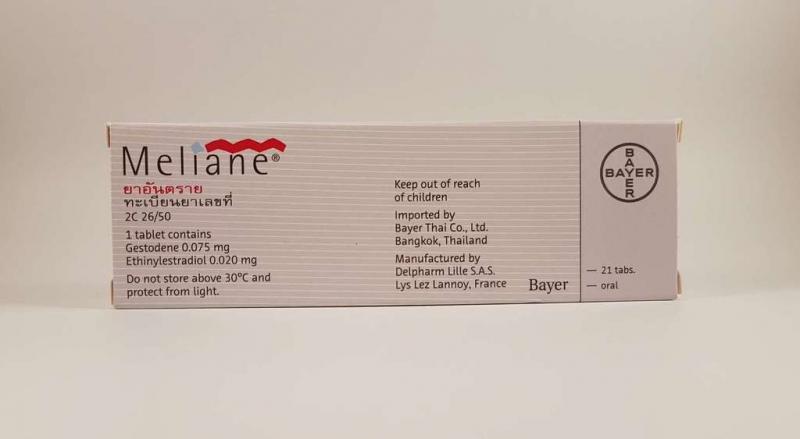 Meliane®
ยาอันตราย
ทะเบียนยาเลขที่
2C 26/50
1 tablet contains
Gestodene 0.075 mg
Ethinylestradiol 0.020 mg
Do not store above 30°C and
protect from light.
Keep out of reach
of children
Imported by
Bayer Thai Co., Ltd.
Bangkok, Thailand
Manufactured by
Delpharm Lille S.A.S.
Lys Lez Lannoy, France
Bayer
BAYER
BAYER
— 21 tabs.
— oral